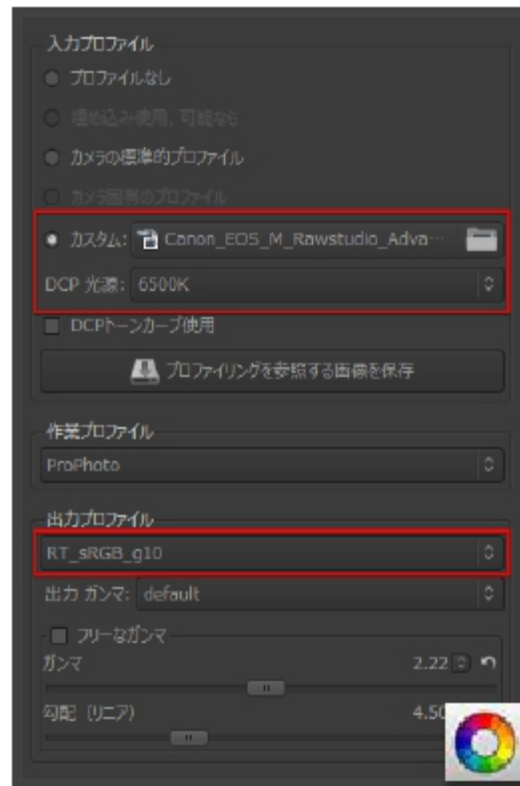 入力プロファイル
プロファイルなし
埋め込み使用, 可能なら
カメラの標準的プロファイル
カメラ固有のプロファイル
カスタム: Canon_EOS_M_Rawstudio_Adva…
DCP 光源: 6500K
DCPトーンカーブ使用
プロファイリングを参照する画像を保存
作業プロファイル
ProPhoto
出力プロファイル
RT_sRGB_g10
出力 ガンマ: default
フリーなガンマ
ガンマ 2.22
勾配 (リニア) 4.50